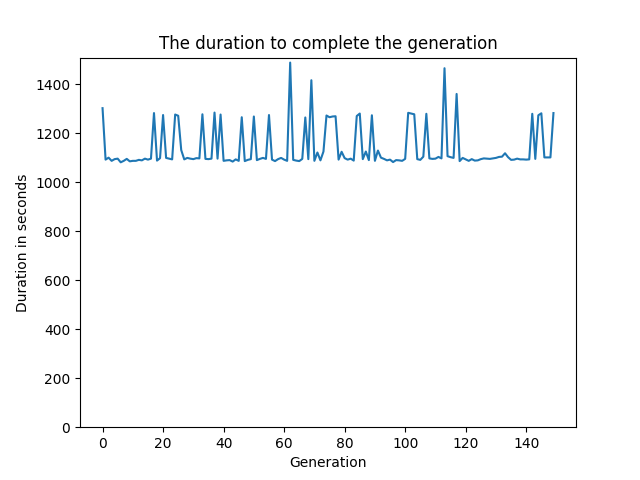 The duration to complete the generation
Duration in seconds
1400
1200
1000
800
600
400
200
0
0 20 40 60 80 100 120 140
Generation